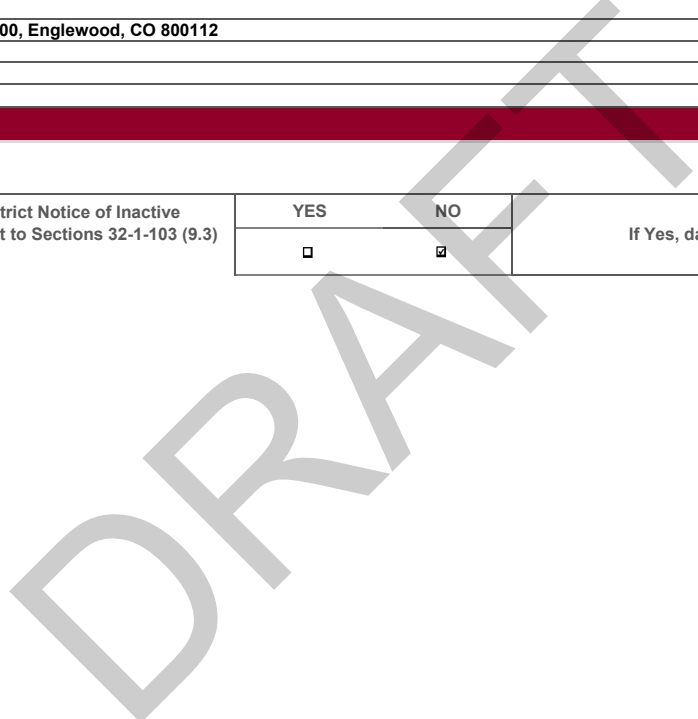 00, Englewood, CO 800112
trict Notice of Inactive
t to Sections 32-1-103 (9.3)
YES
NO
If Yes, da
DRAFT